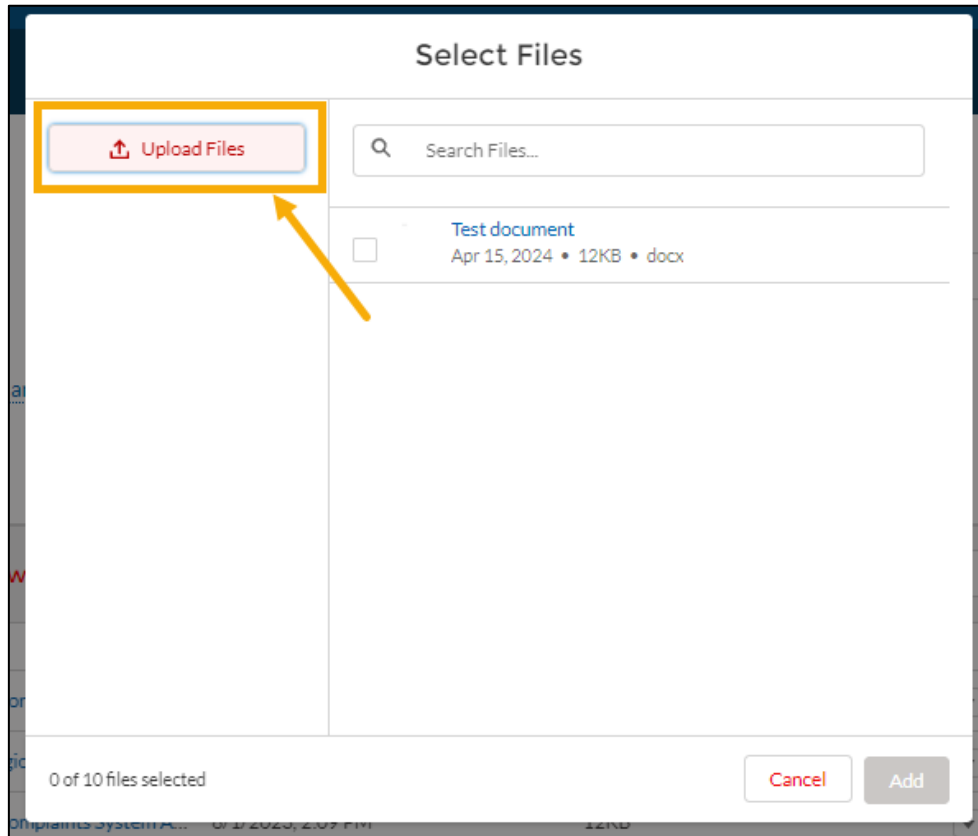 Select Files
Upload Files
Search Files...
Test document
Apr 15, 2024 • 12KB • docx
0 of 10 files selected
Cancel
Add